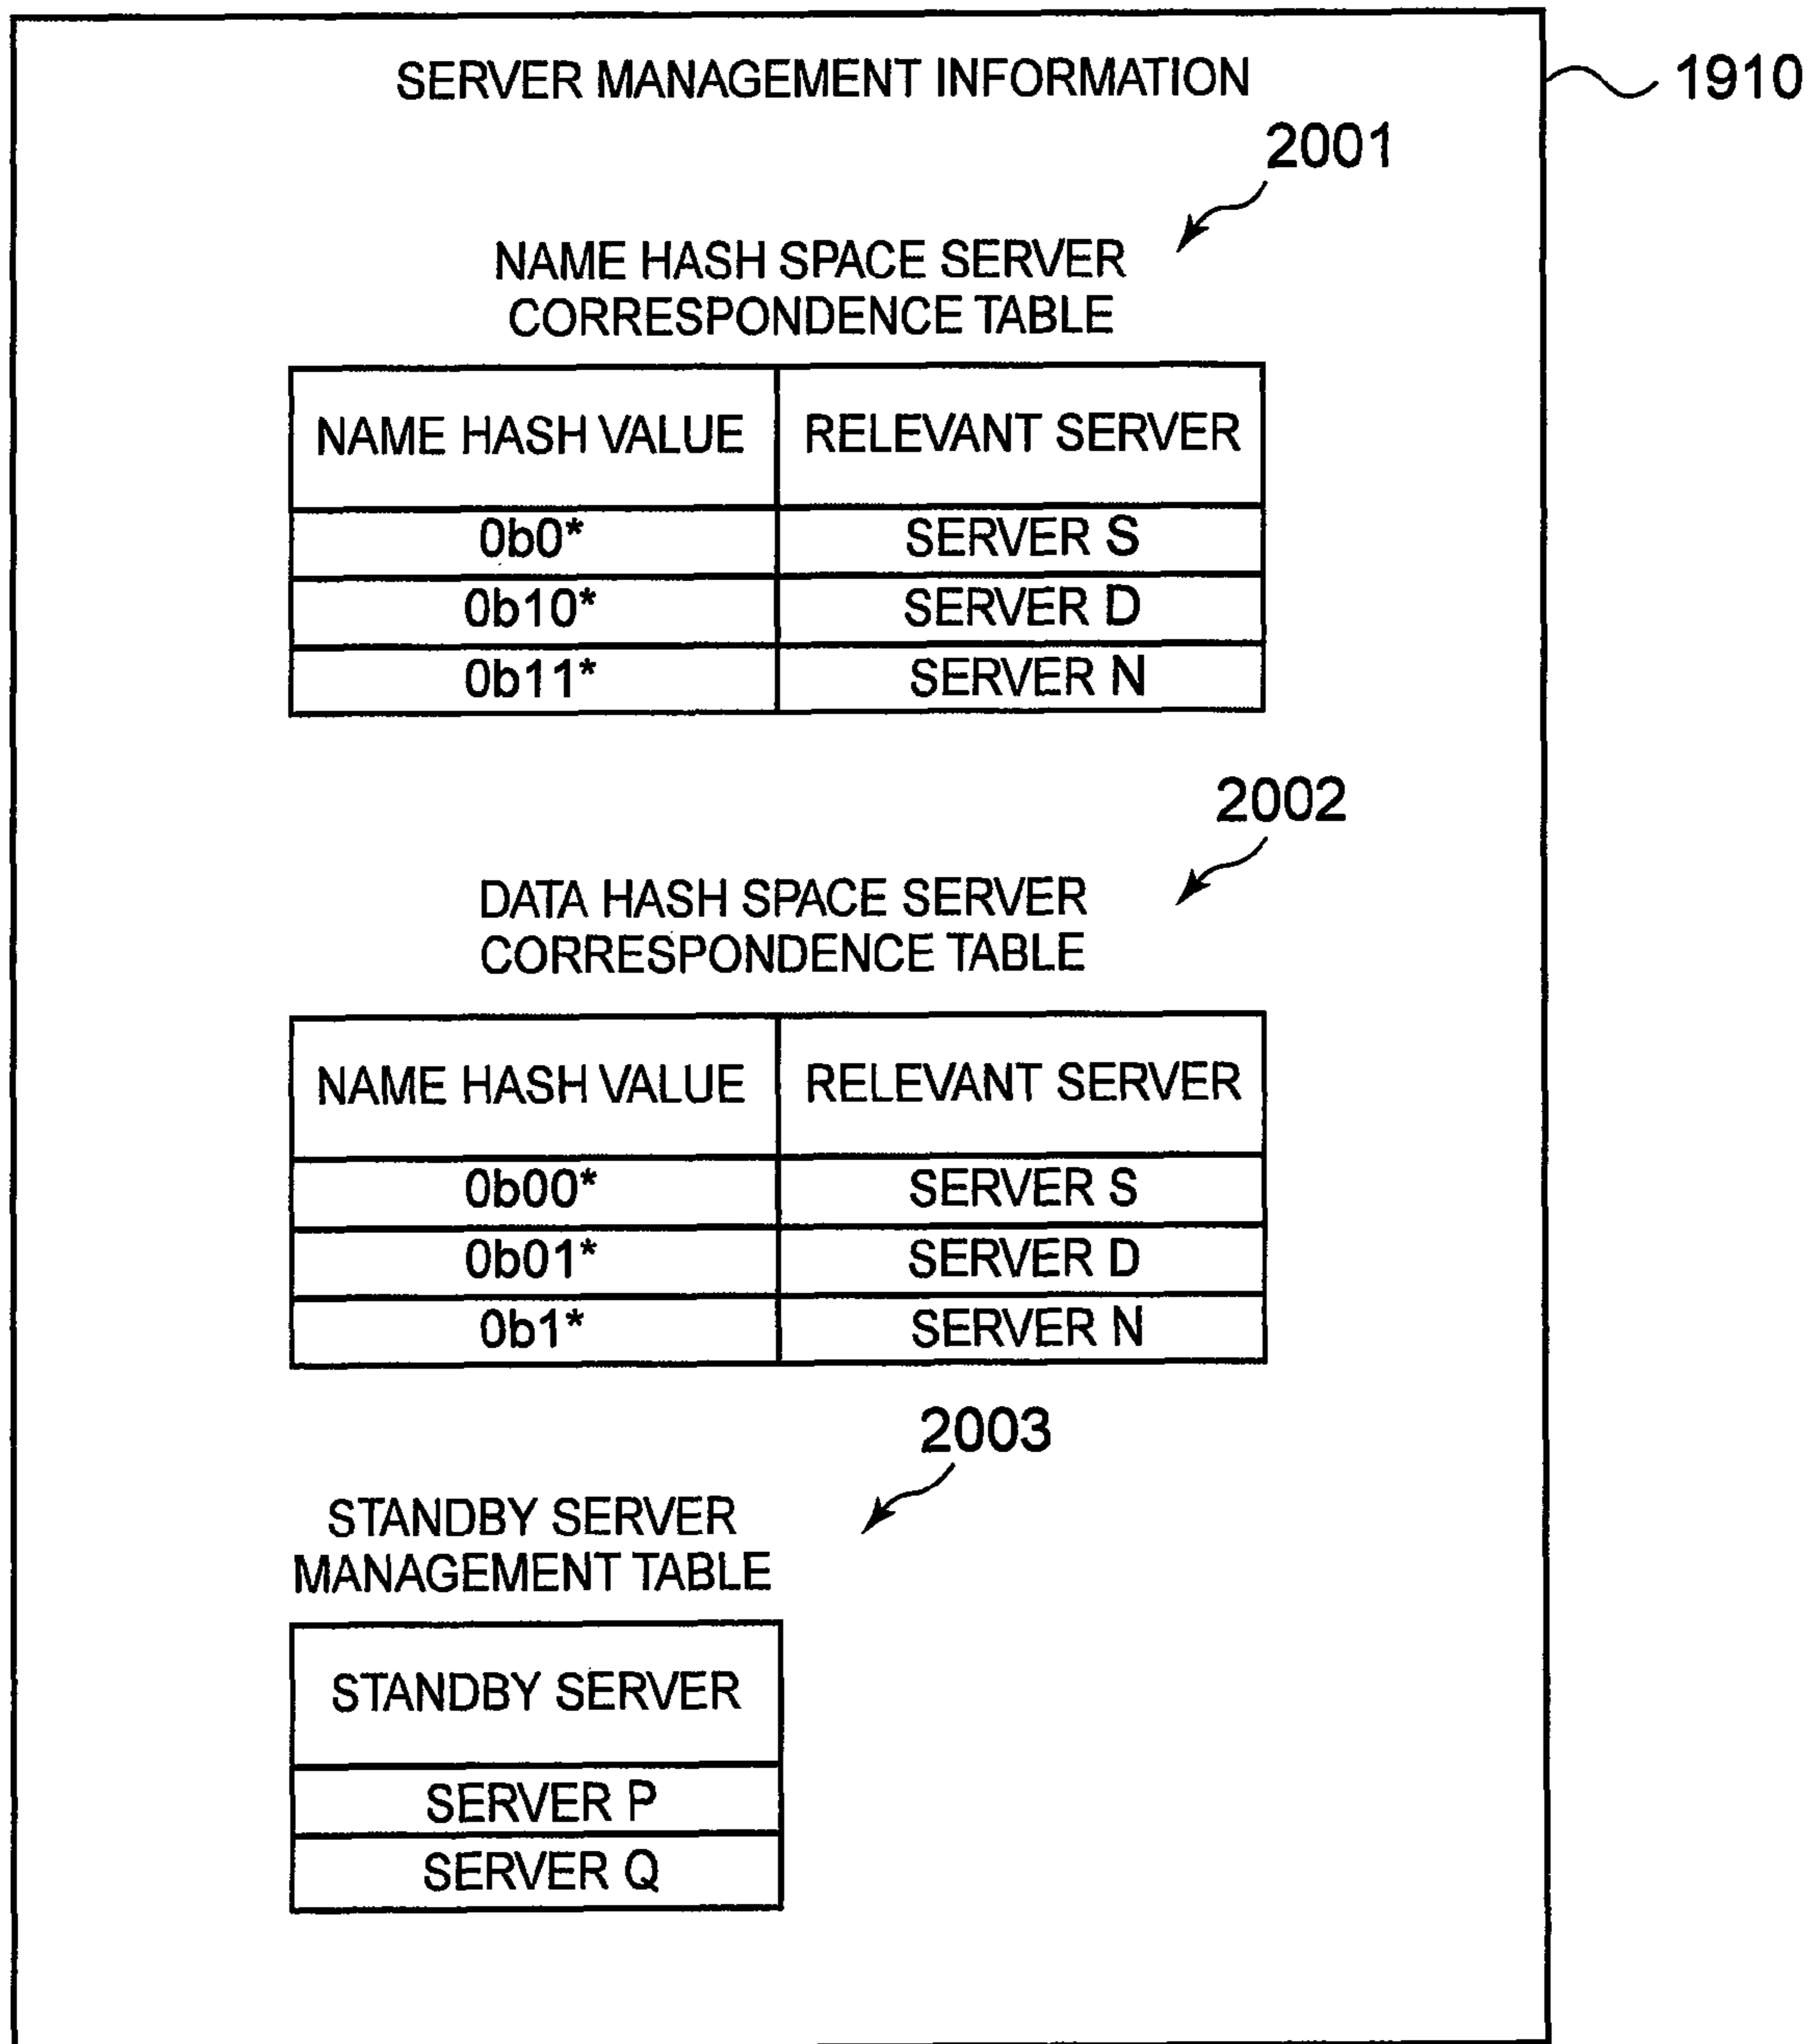 SERVER MANAGEMENT INFORMATION
1910
2001
NAME HASH SPACE SERVER
CORRESPONDENCE TABLE
NAME HASH VALUE RELEVANT SERVER
0b0* SERVER S
0b10* SERVER D
0b11* SERVER N
2002
DATA HASH SPACE SERVER
CORRESPONDENCE TABLE
NAME HASH VALUE RELEVANT SERVER
0b00* SERVER S
0b01* SERVER D
0b1* SERVER N
2003
STANDBY SERVER
MANAGEMENT TABLE
STANDBY SERVER
SERVER P
SERVER Q